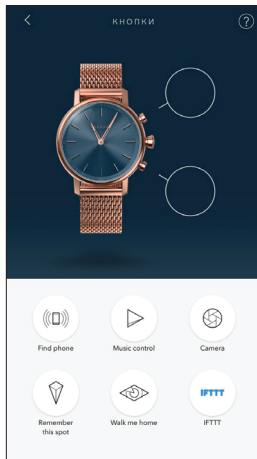 КНОПКИ
?
Find phone
Music control
Camera
Remember
this spot
Walk me home
IFTTT
IFTTT